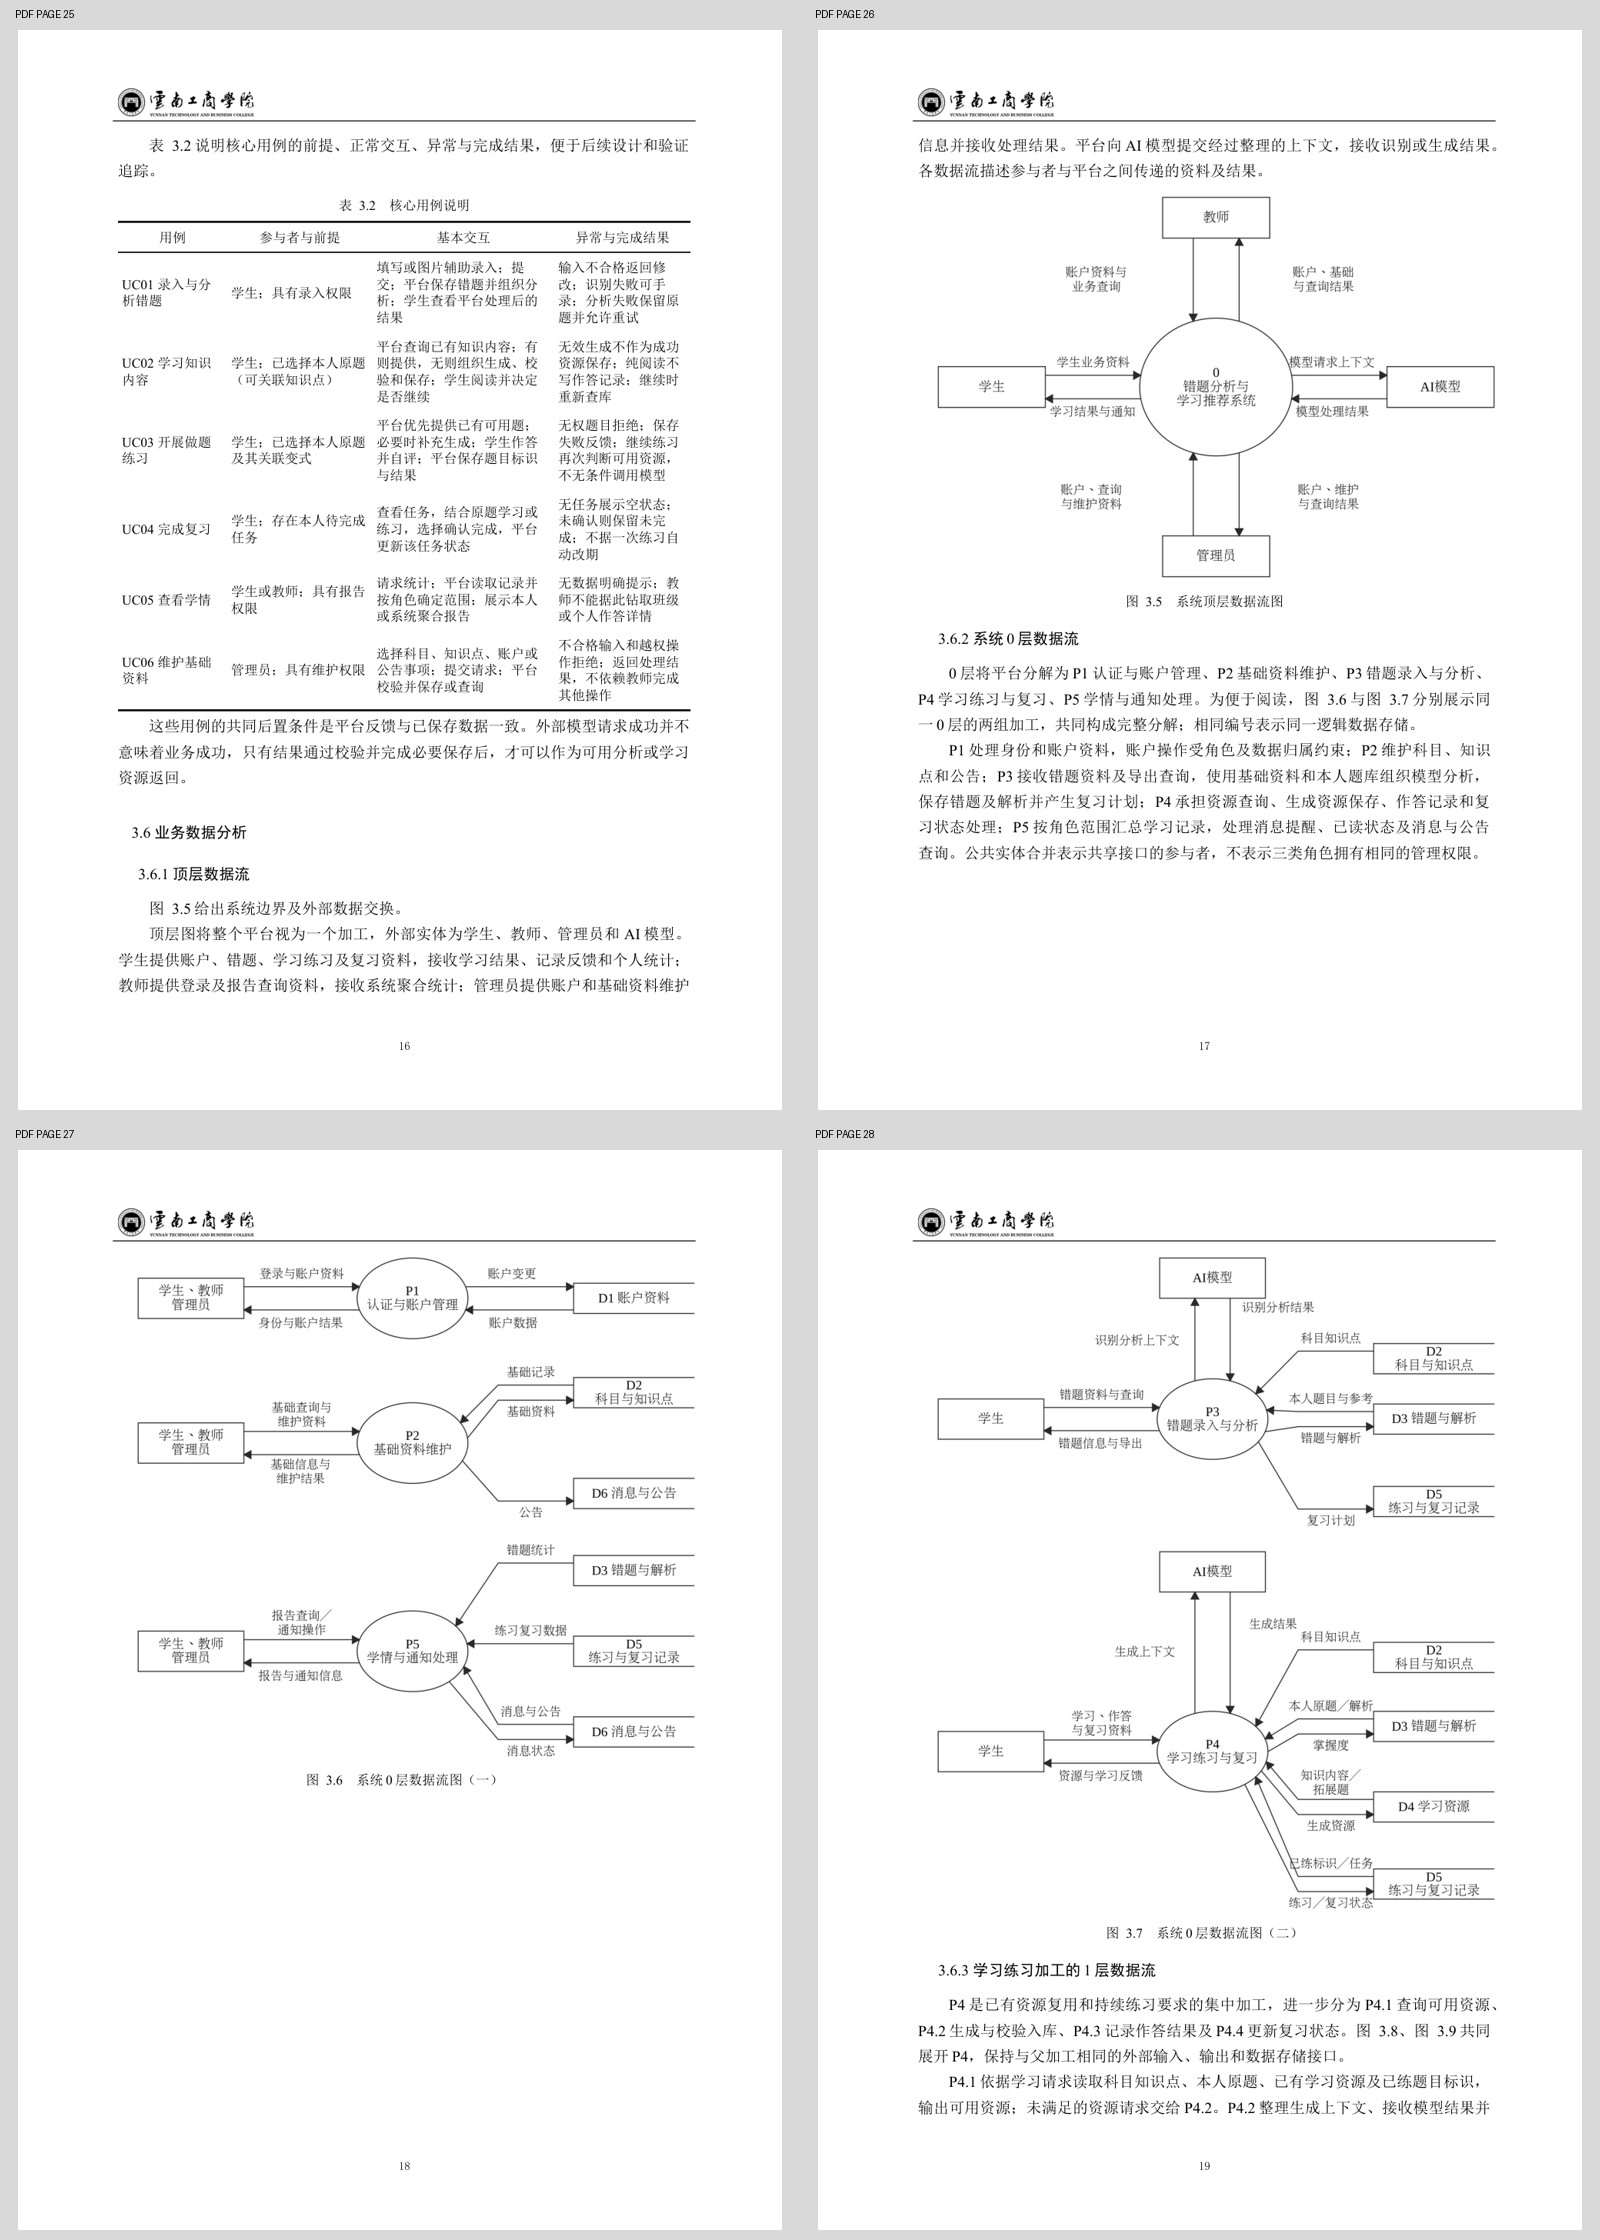 PDF PAGE 25
雲南工商學院
YUNNAN TECHNOLOGY AND BUSINESS COLLEGE
表 3.2 说明核心用例的前提、正常交互、异常与完成结果，便于后续设计和验证
追踪。
表 3.2 核心用例说明
用例 参与者与前提 基本交互 异常与完成结果
UC01 录入与分
析错题
学生；具有录入权限
填写或图片辅助录入；提
交；平台保存错题并组织分
析；学生查看平台处理后的
结果
输入不合格返回修
改；识别失败可手
录；分析失败保留原
题并允许重试
UC02 学习知识
内容
学生；已选择本人原题
（可关联知识点）
平台查询已有知识内容；有
则提供，无则组织生成、校
验和保存；学生阅读并决定
是否继续
无效生成不作为成功
资源保存；纯阅读不
写作答记录；继续时
重新查库
UC03 开展做题
练习
学生；已选择本人原题
及其关联变式
平台优先提供已有可用题；
必要时补充生成；学生作答
并自评；平台保存题目标识
与结果
无权题目拒绝；保存
失败反馈；继续练习
再次判断可用资源，
不无条件调用模型
UC04 完成复习
学生；存在本人待完成
任务
查看任务，结合原题学习或
练习，选择确认完成，平台
更新该任务状态
无任务展示空状态；
未确认则保留未完
成；不据一次练习自
动改期
UC05 查看学情
学生或教师；具有报告
权限
请求统计；平台读取记录并
按角色确定范围；展示本人
或系统聚合报告
无数据明确提示；教
师不能据此钻取班级
或个人作答详情
UC06 维护基础
资料
管理员；具有维护权限
选择科目、知识点、账户或
公告事项；提交请求；平台
校验并保存或查询
不合格输入和越权操
作拒绝；返回处理结
果，不依赖教师完成
其他操作
这些用例的共同后置条件是平台反馈与已保存数据一致。外部模型请求成功并不
意味着业务成功，只有结果通过校验并完成必要保存后，才可以作为可用分析或学习
资源返回。
3.6 业务数据分析
3.6.1 顶层数据流
图 3.5 给出系统边界及外部数据交换。
顶层图将整个平台视为一个加工，外部实体为学生、教师、管理员和 AI 模型。
学生提供账户、错题、学习练习及复习资料，接收学习结果、记录反馈和个人统计；
教师提供登录及报告查询资料，接收系统聚合统计；管理员提供账户和基础资料维护
16
PDF PAGE 26
雲南工商學院
YUNNAN TECHNOLOGY AND BUSINESS COLLEGE
信息并接收处理结果。平台向 AI 模型提交经过整理的上下文，接收识别或生成结果。
各数据流描述参与者与平台之间传递的资料及结果。
教师
账户资料与
业务查询
账户、基础
与查询结果
学生业务资料
模型请求上下文
学生
0
错题分析与
学习推荐系统
AI模型
学习结果与通知
模型处理结果
账户、查询
与维护资料
账户、维护
与查询结果
管理员
图 3.5 系统顶层数据流图
3.6.2 系统 0 层数据流
0 层将平台分解为 P1 认证与账户管理、P2 基础资料维护、P3 错题录入与分析、
P4 学习练习与复习、P5 学情与通知处理。为便于阅读，图 3.6 与图 3.7 分别展示同
一 0 层的两组加工，共同构成完整分解；相同编号表示同一逻辑数据存储。
P1 处理身份和账户资料，账户操作受角色及数据归属约束；P2 维护科目、知识
点和公告；P3 接收错题资料及导出查询，使用基础资料和本人题库组织模型分析，
保存错题及解析并产生复习计划；P4 承担资源查询、生成资源保存、作答记录和复
习状态处理；P5 按角色范围汇总学习记录，处理消息提醒、已读状态及消息与公告
查询。公共实体合并表示共享接口的参与者，不表示三类角色拥有相同的管理权限。
17
PDF PAGE 27
雲南工商學院
YUNNAN TECHNOLOGY AND BUSINESS COLLEGE
登录与账户资料
账户变更
学生、教师
管理员
P1
认证与账户管理
D1 账户资料
身份与账户结果
账户数据
基础记录
D2
科目与知识点
基础资料
基础查询与
维护资料
学生、教师
管理员
P2
基础资料维护
基础信息与
维护结果
D6 消息与公告
公告
错题统计
D3 错题与解析
报告查询／
通知操作
练习复习数据
学生、教师
管理员
P5
学情与通知处理
D5
练习与复习记录
报告与通知信息
消息与公告
D6 消息与公告
消息状态
图 3.6 系统 0 层数据流图（一）
18
PDF PAGE 28
雲南工商學院
YUNNAN TECHNOLOGY AND BUSINESS COLLEGE
AI模型
识别分析结果
识别分析上下文
科目知识点
D2
科目与知识点
错题资料与查询
本人题目与参考
学生
P3
错题录入与分析
D3 错题与解析
错题信息与导出
错题与解析
D5
练习与复习记录
复习计划
AI模型
生成结果
科目知识点
生成上下文
D2
科目与知识点
本人原题／解析
学习、作答
与复习资料
D3 错题与解析
掌握度
学生
P4
学习练习与复习
资源与学习反馈
知识内容／
拓展题
D4 学习资源
生成资源
已练标识／任务
D5
练习与复习记录
练习／复习状态
图 3.7 系统 0 层数据流图（二）
3.6.3 学习练习加工的 1 层数据流
P4 是已有资源复用和持续练习要求的集中加工，进一步分为 P4.1 查询可用资源、
P4.2 生成与校验入库、P4.3 记录作答结果及 P4.4 更新复习状态。图 3.8、图 3.9 共同
展开 P4，保持与父加工相同的外部输入、输出和数据存储接口。
P4.1 依据学习请求读取科目知识点、本人原题、已有学习资源及已练题目标识，
输出可用资源；未满足的资源请求交给 P4.2。P4.2 整理生成上下文、接收模型结果并
19